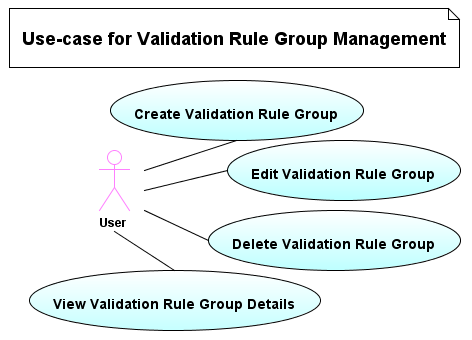 Use-case for Validation Rule Group Management
Create Validation Rule Group
Edit Validation Rule Group
User
Delete Validation Rule Group
View Validation Rule Group Details